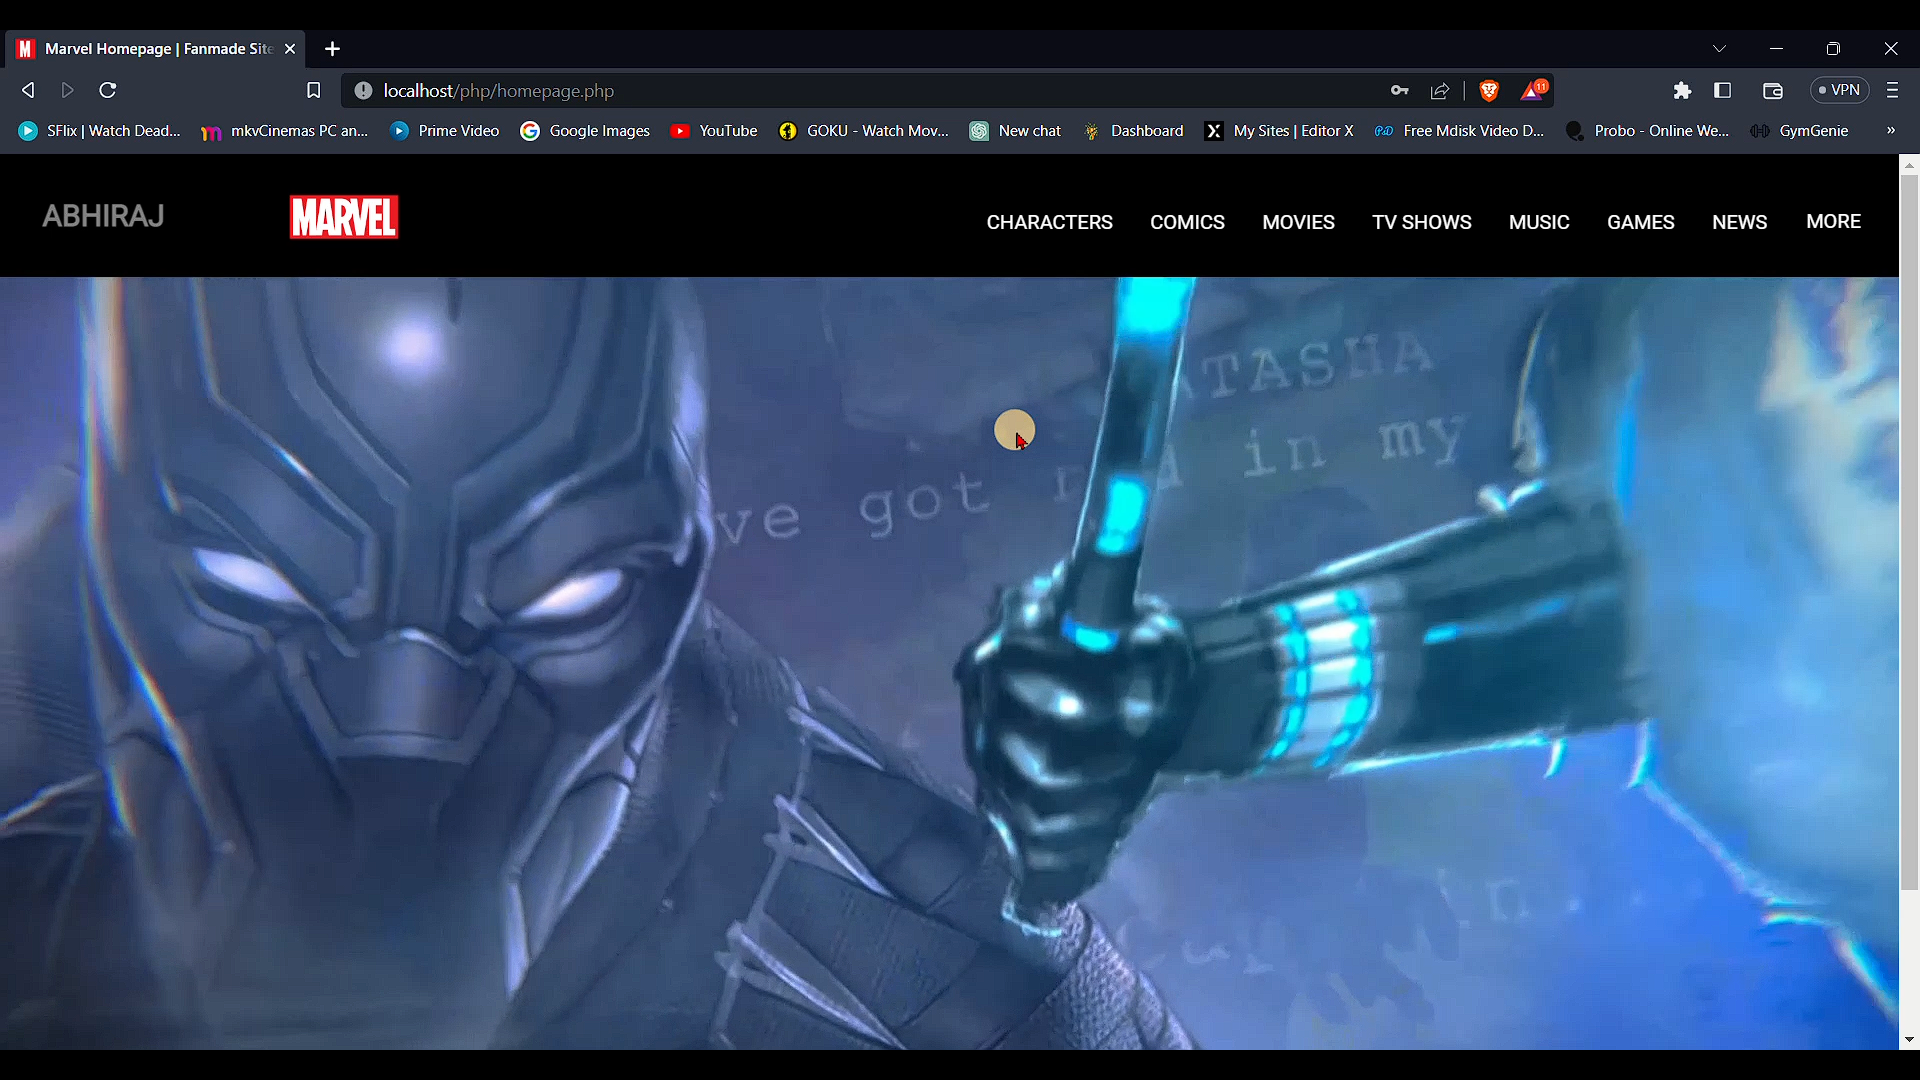 M Marvel Homepage | Fanmade Site
localhost/php/homepage.php
11
VPN
SFlix | Watch Dead...
mkvCinemas PC an...
Prime Video
Google Images
YouTube
GOKU - Watch Mov...
New chat
Dashboard
My Sites | Editor X
Free Mdisk Video D...
Probo - Online We...
GymGenie
»
ABHIRAJ
MARVEL
CHARACTERS
COMICS
MOVIES
TV SHOWS
MUSIC
GAMES
NEWS
MORE
ATASHA
ve got in my